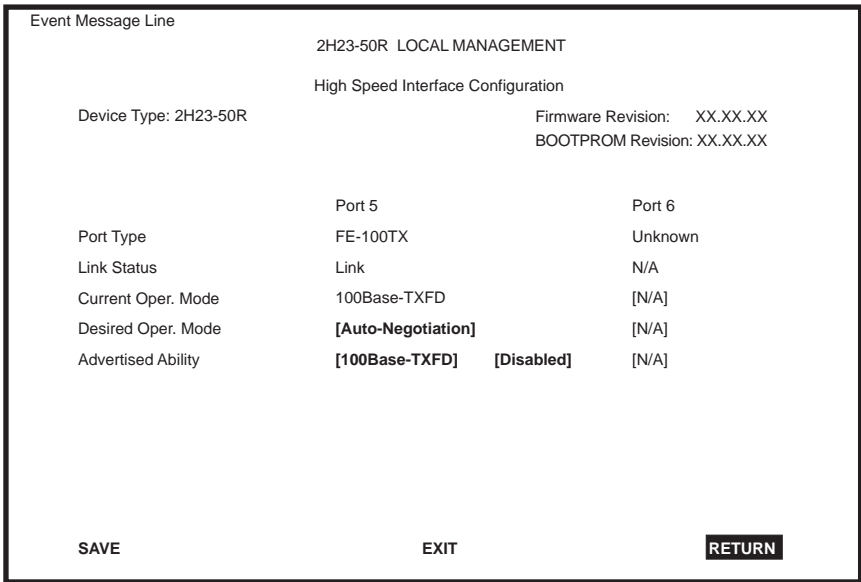 Event Message Line
2H23-50R LOCAL MANAGEMENT
High Speed Interface Configuration
Device Type: 2H23-50R Firmware Revision: XX.XX.XX
BOOTPROM Revision: XX.XX.XX
Port 5 Port 6
Port Type FE-100TX Unknown
Link Status Link N/A
Current Oper. Mode 100Base-TXFD [N/A]
Desired Oper. Mode [Auto-Negotiation] [N/A]
Advertised Ability [100Base-TXFD] [Disabled] [N/A]
SAVE EXIT RETURN